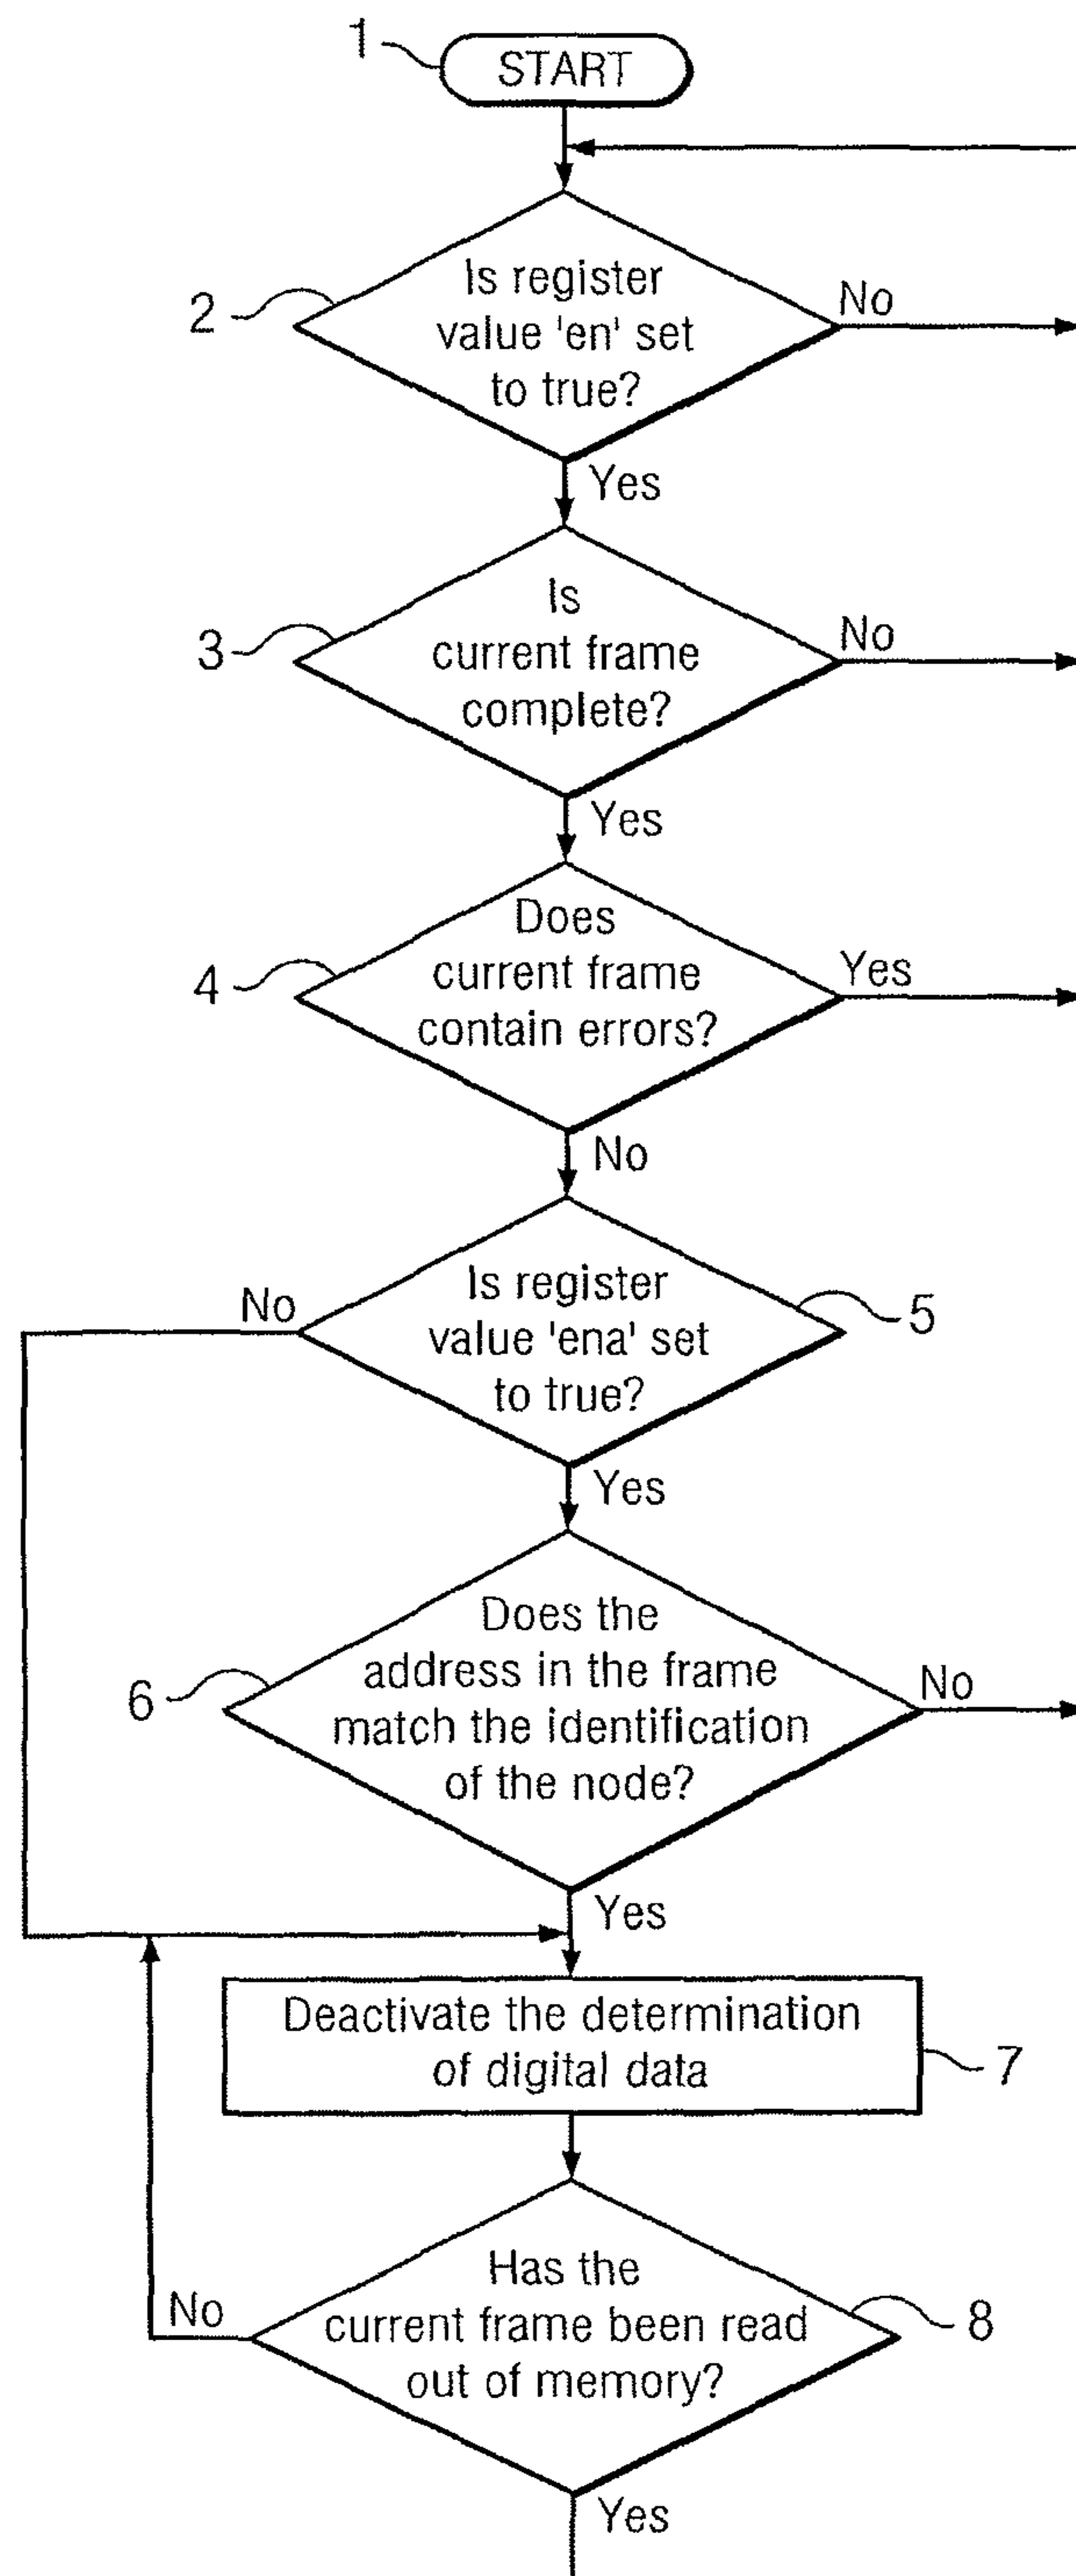 1
START
2
Is register
value 'en' set
to true?
No
Yes
3
Is
current frame
complete?
No
Yes
4
Does
current frame
contain errors?
Yes
No
No
Is register
value 'ena' set
to true?
5
Yes
6
Does the
address in the frame
match the identification
of the node?
No
Yes
Deactivate the determination
of digital data
7
No
Has the
current frame been read
out of memory?
8
Yes